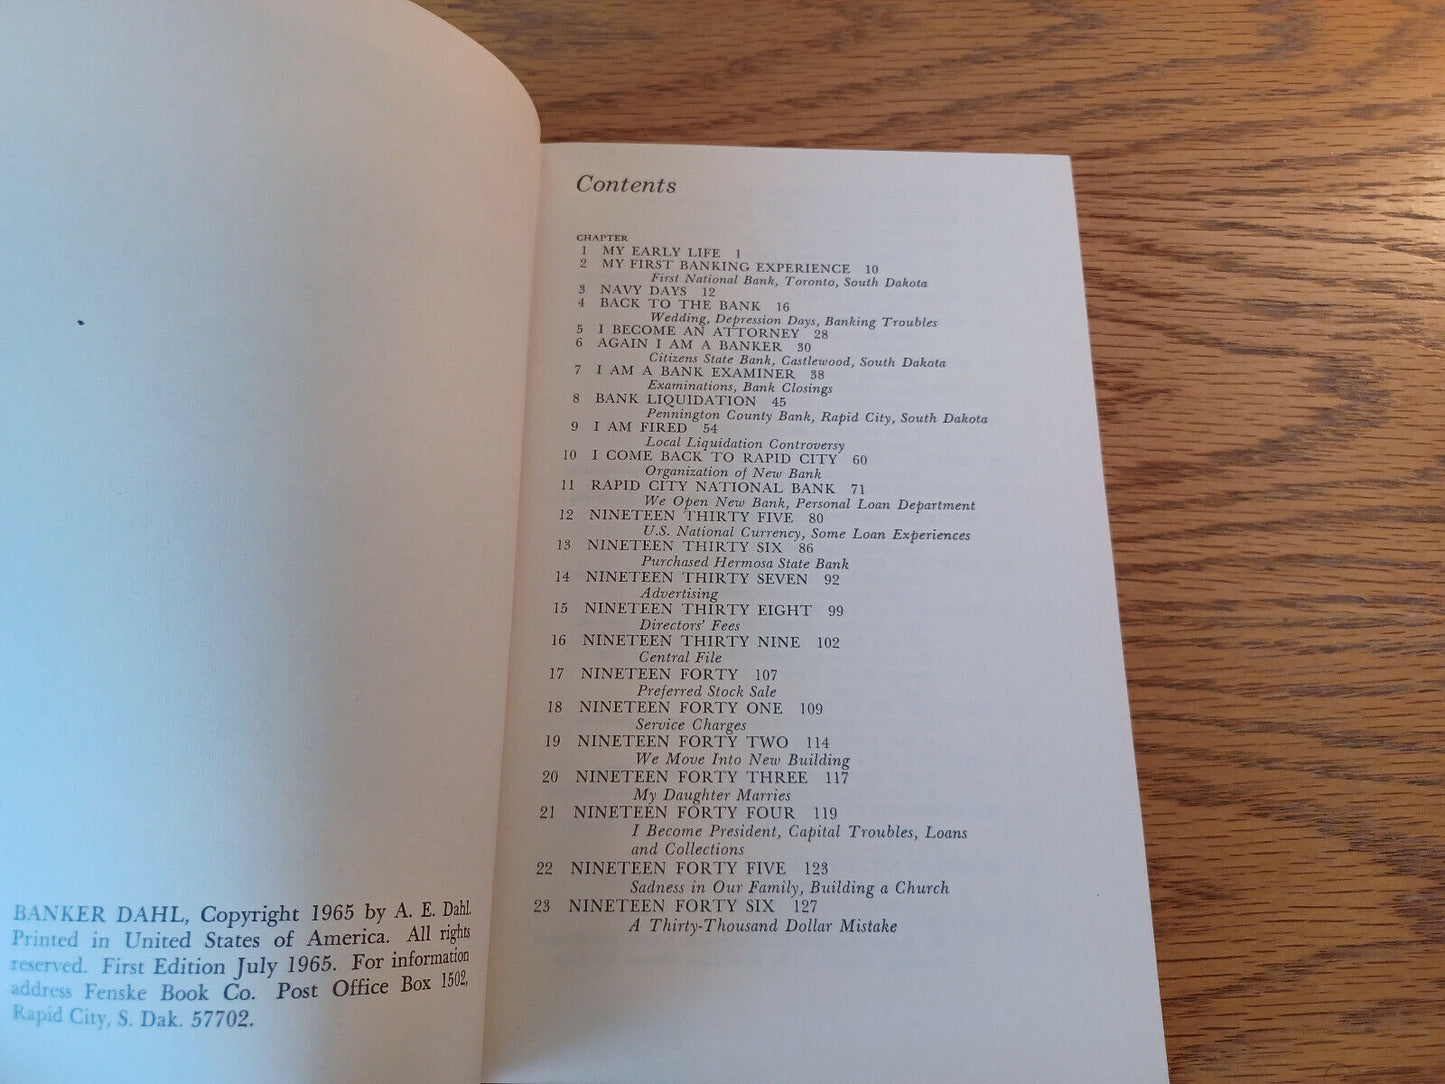 BANKER DAHL, Copyright 1965 by A. E. Dahl.
Printed in United States of America. All rights
reserved. First Edition July 1965. For information
address Fenske Book Co. Post Office Box 1502,
Rapid City, S. Dak. 57702.
Contents
CHAPTER
1 MY EARLY LIFE 1
2 MY FIRST BANKING EXPERIENCE 10
First National Bank, Toronto, South Dakota
3 NAVY DAYS 12
4 BACK TO THE BANK 16
Wedding, Depression Days, Banking Troubles
5 I BECOME AN ATTORNEY 28
6 AGAIN I AM A BANKER 30
Citizens State Bank, Castlewood, South Dakota
7 I AM A BANK EXAMINER 38
Examinations, Bank Closings
8 BANK LIQUIDATION 45
Pennington County Bank, Rapid City, South Dakota
9 I AM FIRED 54
Local Liquidation Controversy
10 I COME BACK TO RAPID CITY 60
Organization of New Bank
11 RAPID CITY NATIONAL BANK 71
We Open New Bank, Personal Loan Department
12 NINETEEN THIRTY FIVE 80
U.S. National Currency, Some Loan Experiences
13 NINETEEN THIRTY SIX 86
Purchased Hermosa State Bank
14 NINETEEN THIRTY SEVEN 92
Advertising
15 NINETEEN THIRTY EIGHT 99
Directors' Fees
16 NINETEEN THIRTY NINE 102
Central File
17 NINETEEN FORTY 107
Preferred Stock Sale
18 NINETEEN FORTY ONE 109
Service Charges
19 NINETEEN FORTY TWO 114
We Move Into New Building
20 NINETEEN FORTY THREE 117
My Daughter Marries
21 NINETEEN FORTY FOUR 119
I Become President, Capital Troubles, Loans
and Collections
22 NINETEEN FORTY FIVE 123
Sadness in Our Family, Building a Church
23 NINETEEN FORTY SIX 127
A Thirty-Thousand Dollar Mistake